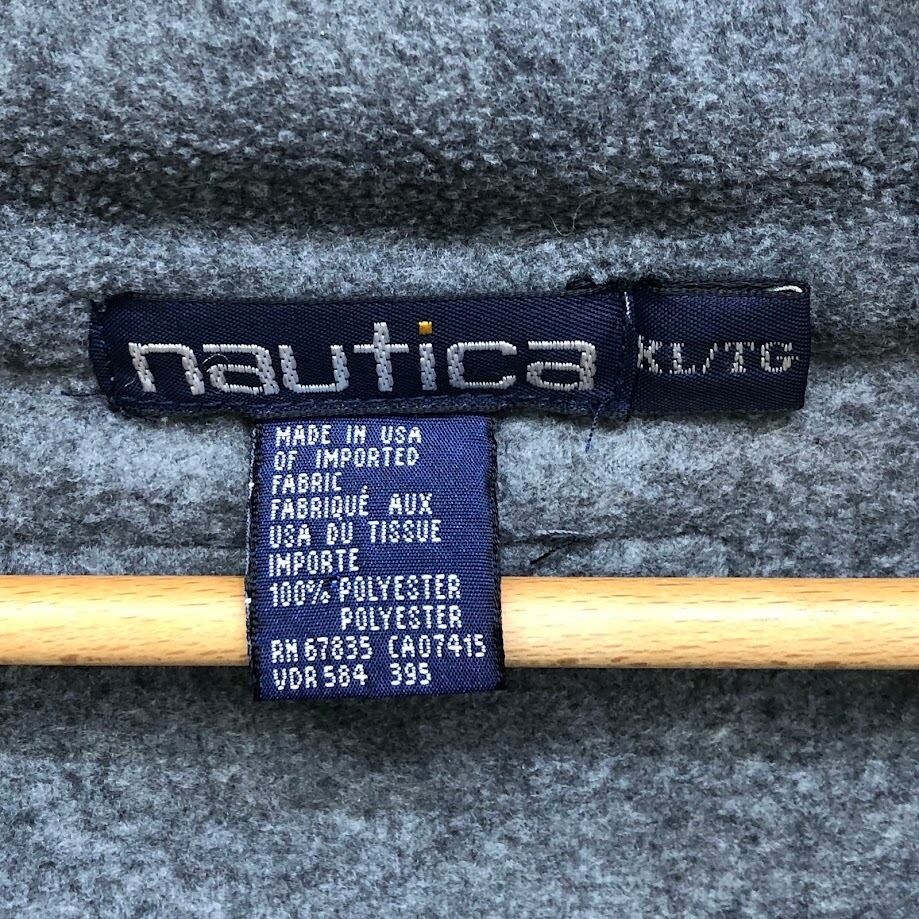 nautica
XL/TG
MADE IN USA
OF IMPORTED
FABRIC
FABRIQUÉ AUX
USA DU TISSUE
IMPORTE
100% POLYESTER
POLYESTER
RN 67835 CA07415
VDR 584 395